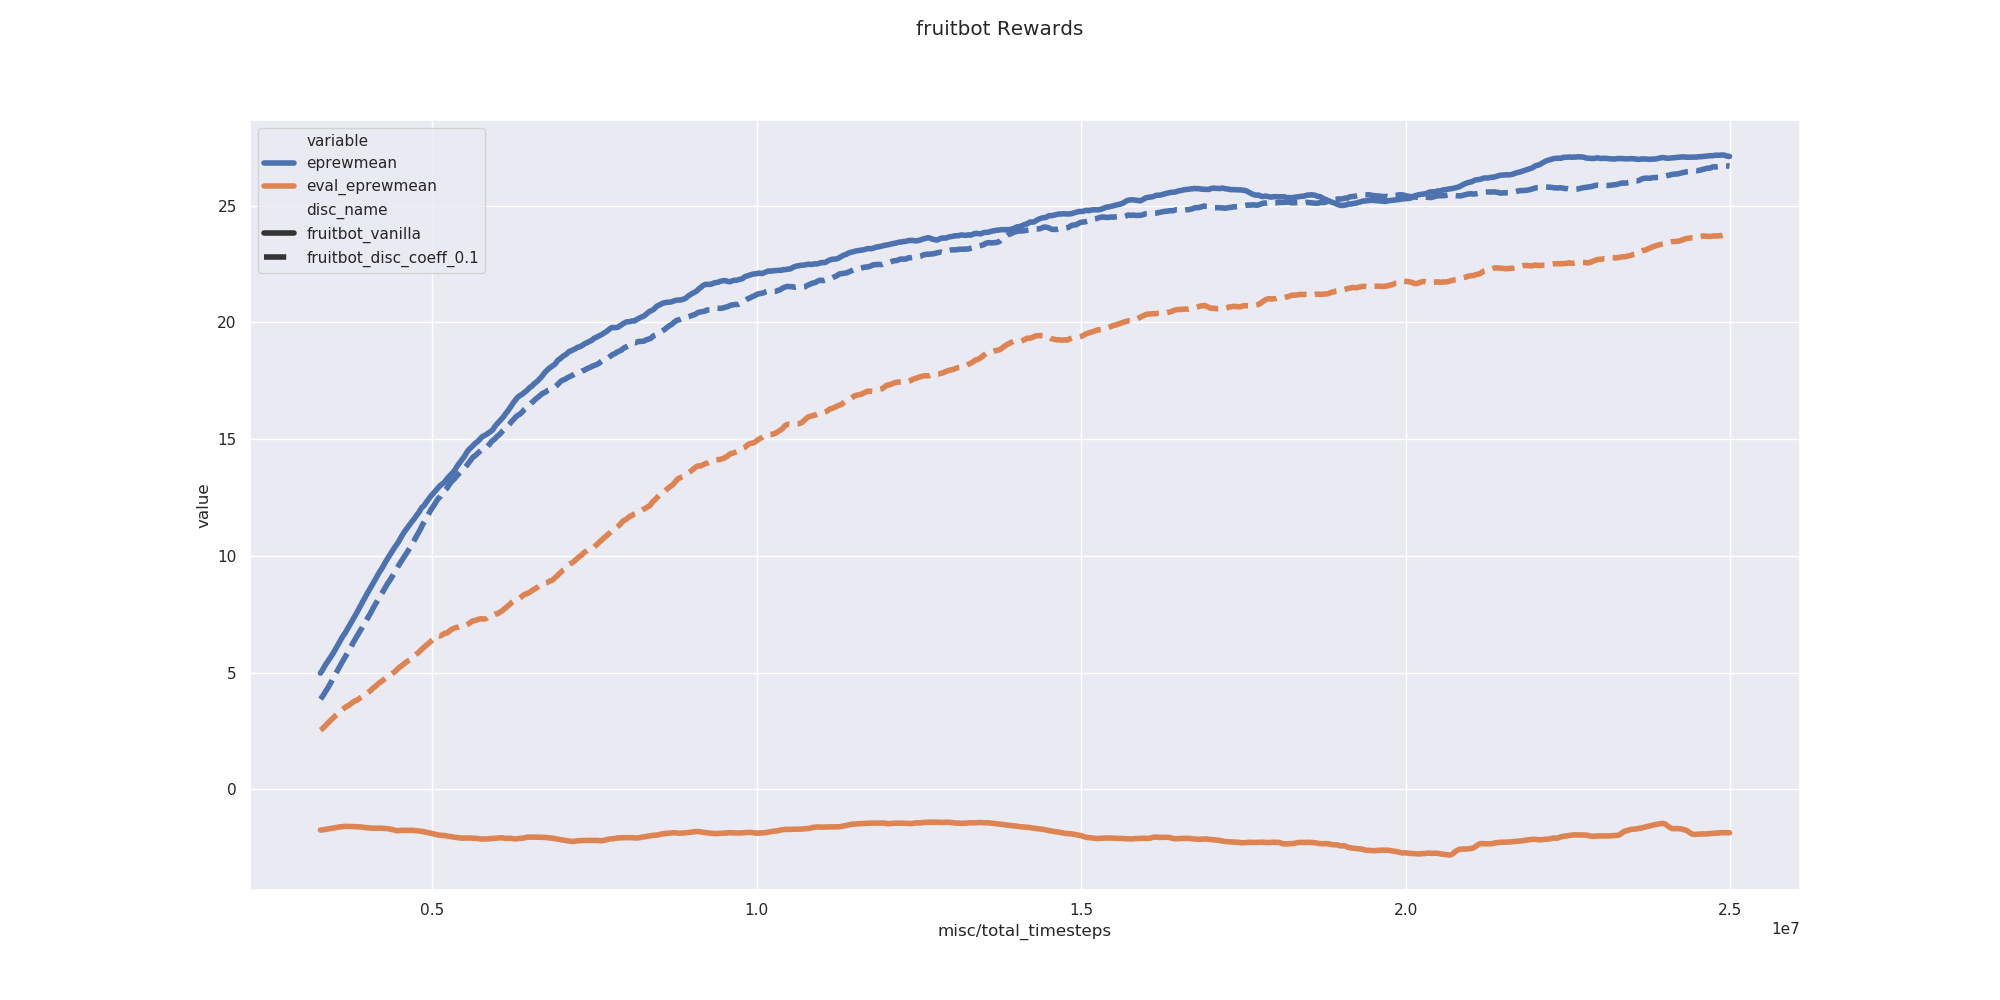 fruitbot Rewards
variable
eprewmean
eval_eprewmean
disc_name
fruitbot_vanilla
fruitbot_disc_coeff_0.1
25
20
15
10
5
0
value
0.5 1.0 1.5 2.0 2.5
1e7
misc/total_timesteps